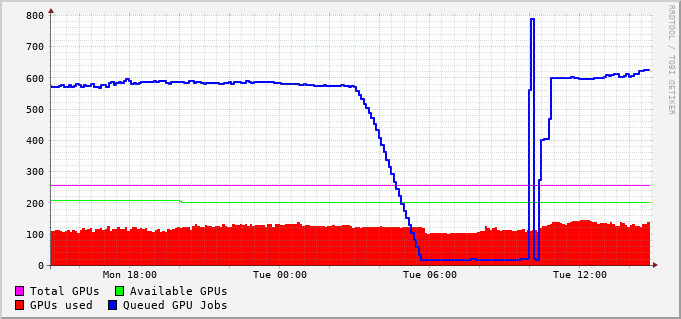 800
700
600
500
400
300
200
100
0
Mon 18:00 Tue 00:00 Tue 06:00 Tue 12:00
Total GPUs Available GPUs
GPUs used Queued GPU Jobs
RRDTOOL / TOBI OETIKER